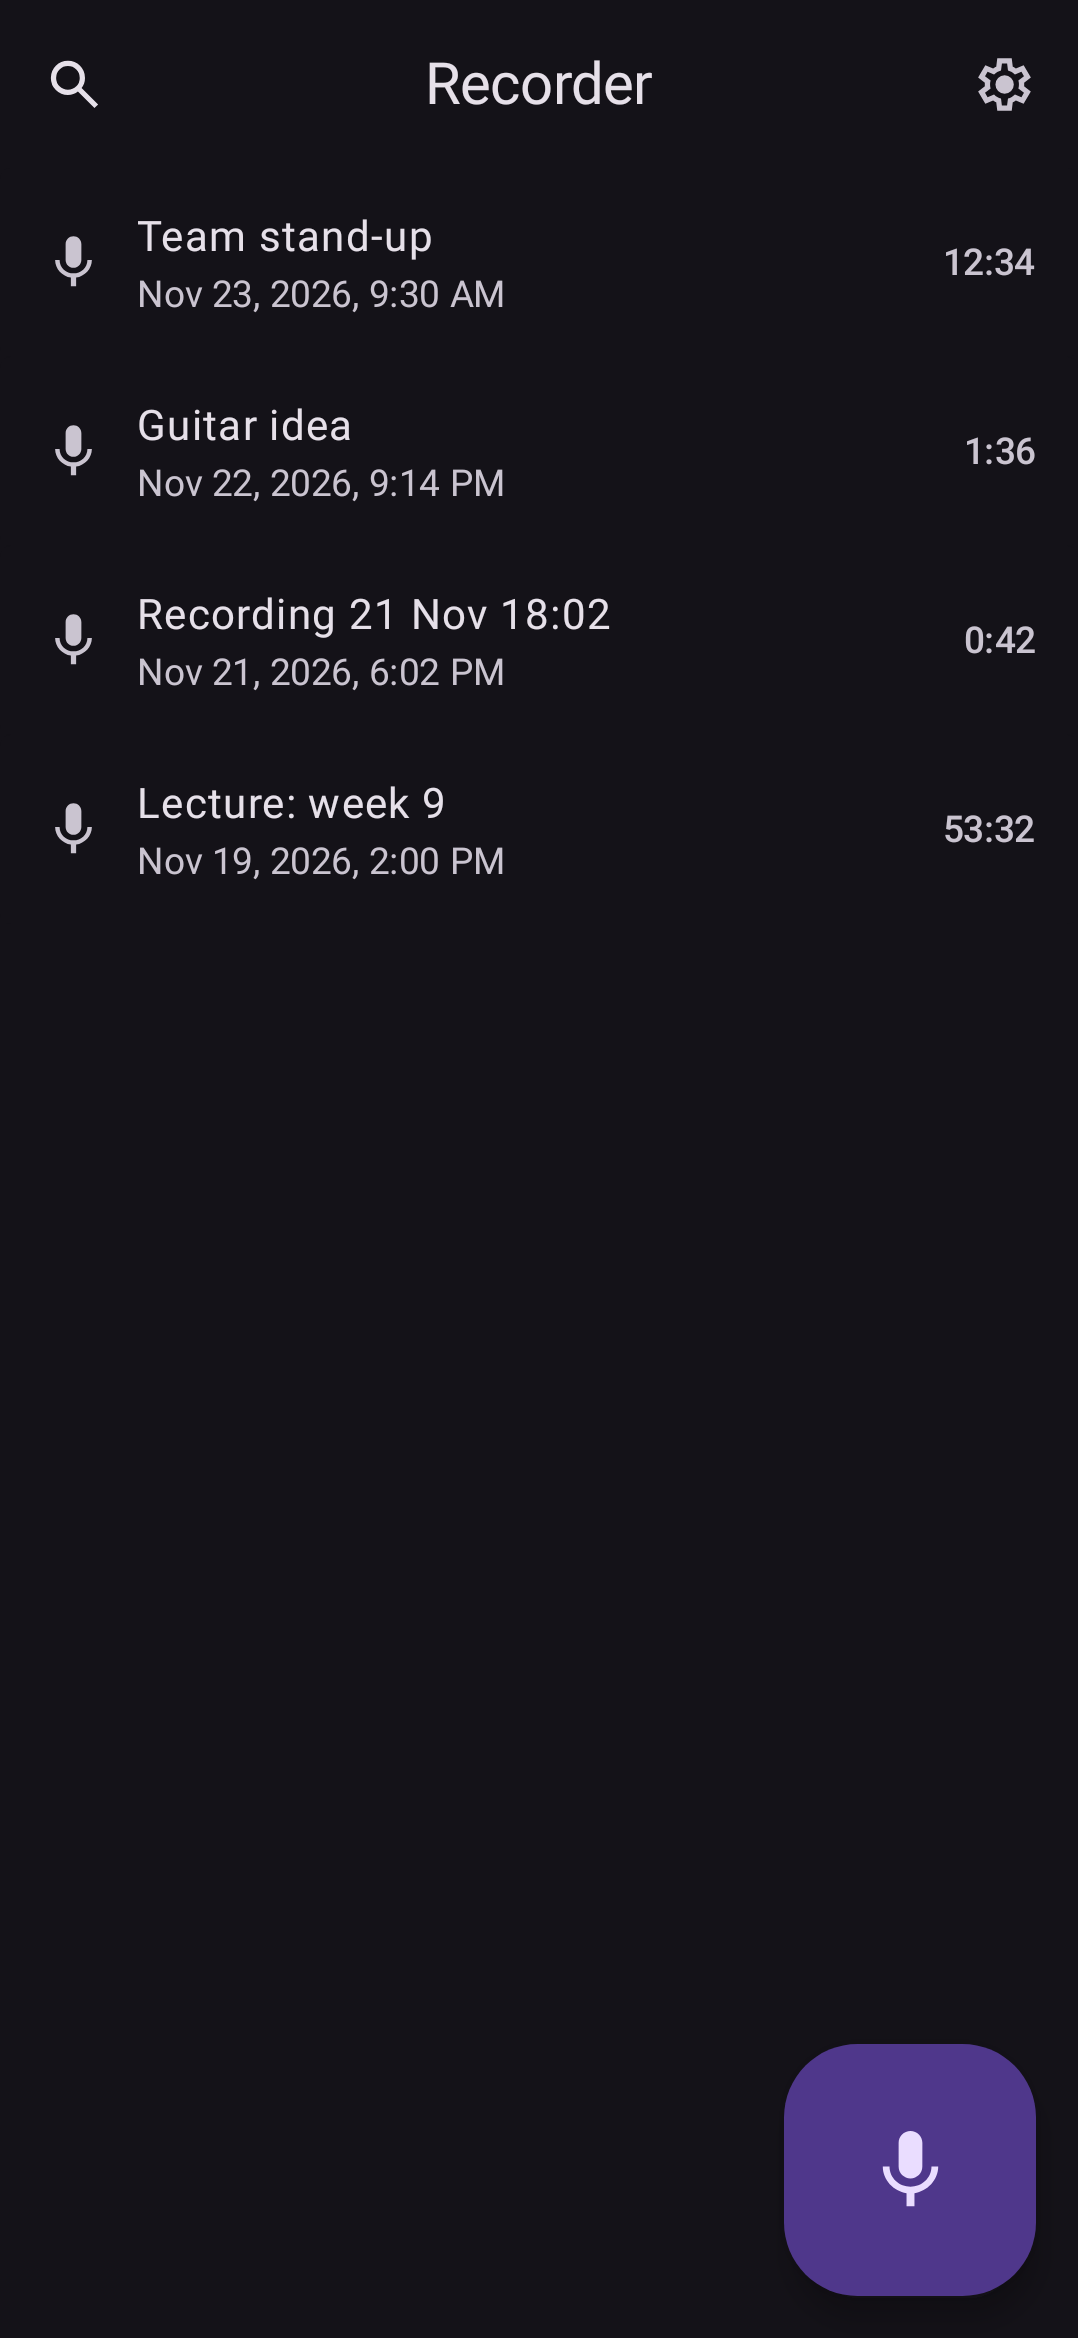 Recorder
Team stand-up
Nov 23, 2026, 9:30 AM
12:34
Guitar idea
Nov 22, 2026, 9:14 PM
1:36
Recording 21 Nov 18:02
Nov 21, 2026, 6:02 PM
0:42
Lecture: week 9
Nov 19, 2026, 2:00 PM
53:32